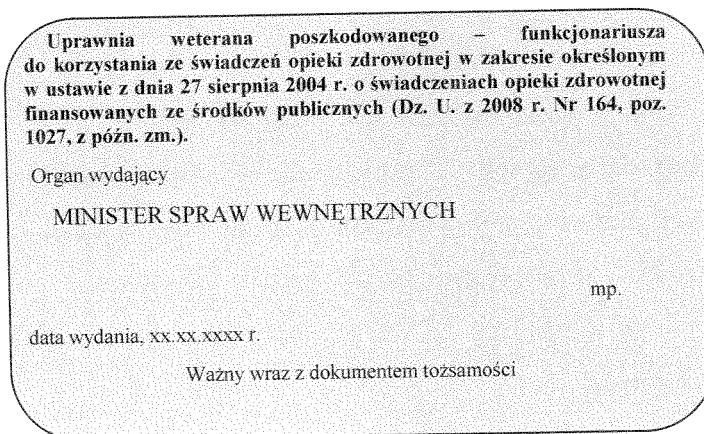 Uprawnia weterana poszkodowanego – funkcjonariusza
do korzystania ze świadczeń opieki zdrowotnej w zakresie określonym
w ustawie z dnia 27 sierpnia 2004 r. o świadczeniach opieki zdrowotnej
finansowanych ze środków publicznych (Dz. U. z 2008 r. Nr 164, poz.
1027, z późn. zm.).
Organ wydający
MINISTER SPRAW WEWNĘTRZNYCH
mp.
data wydania, xx.xx.xxxx r.
Ważny wraz z dokumentem tożsamości